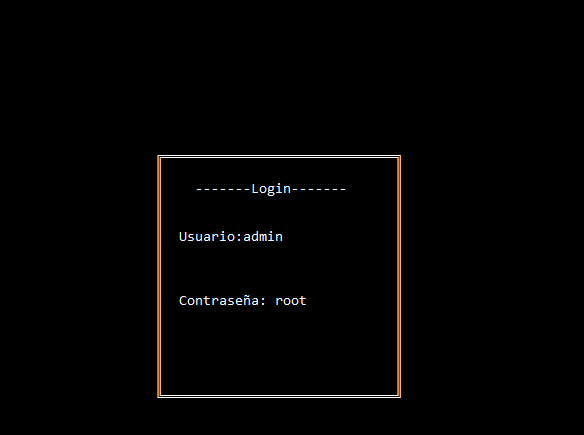 -------Login-------
Usuario:admin
Contraseña: root